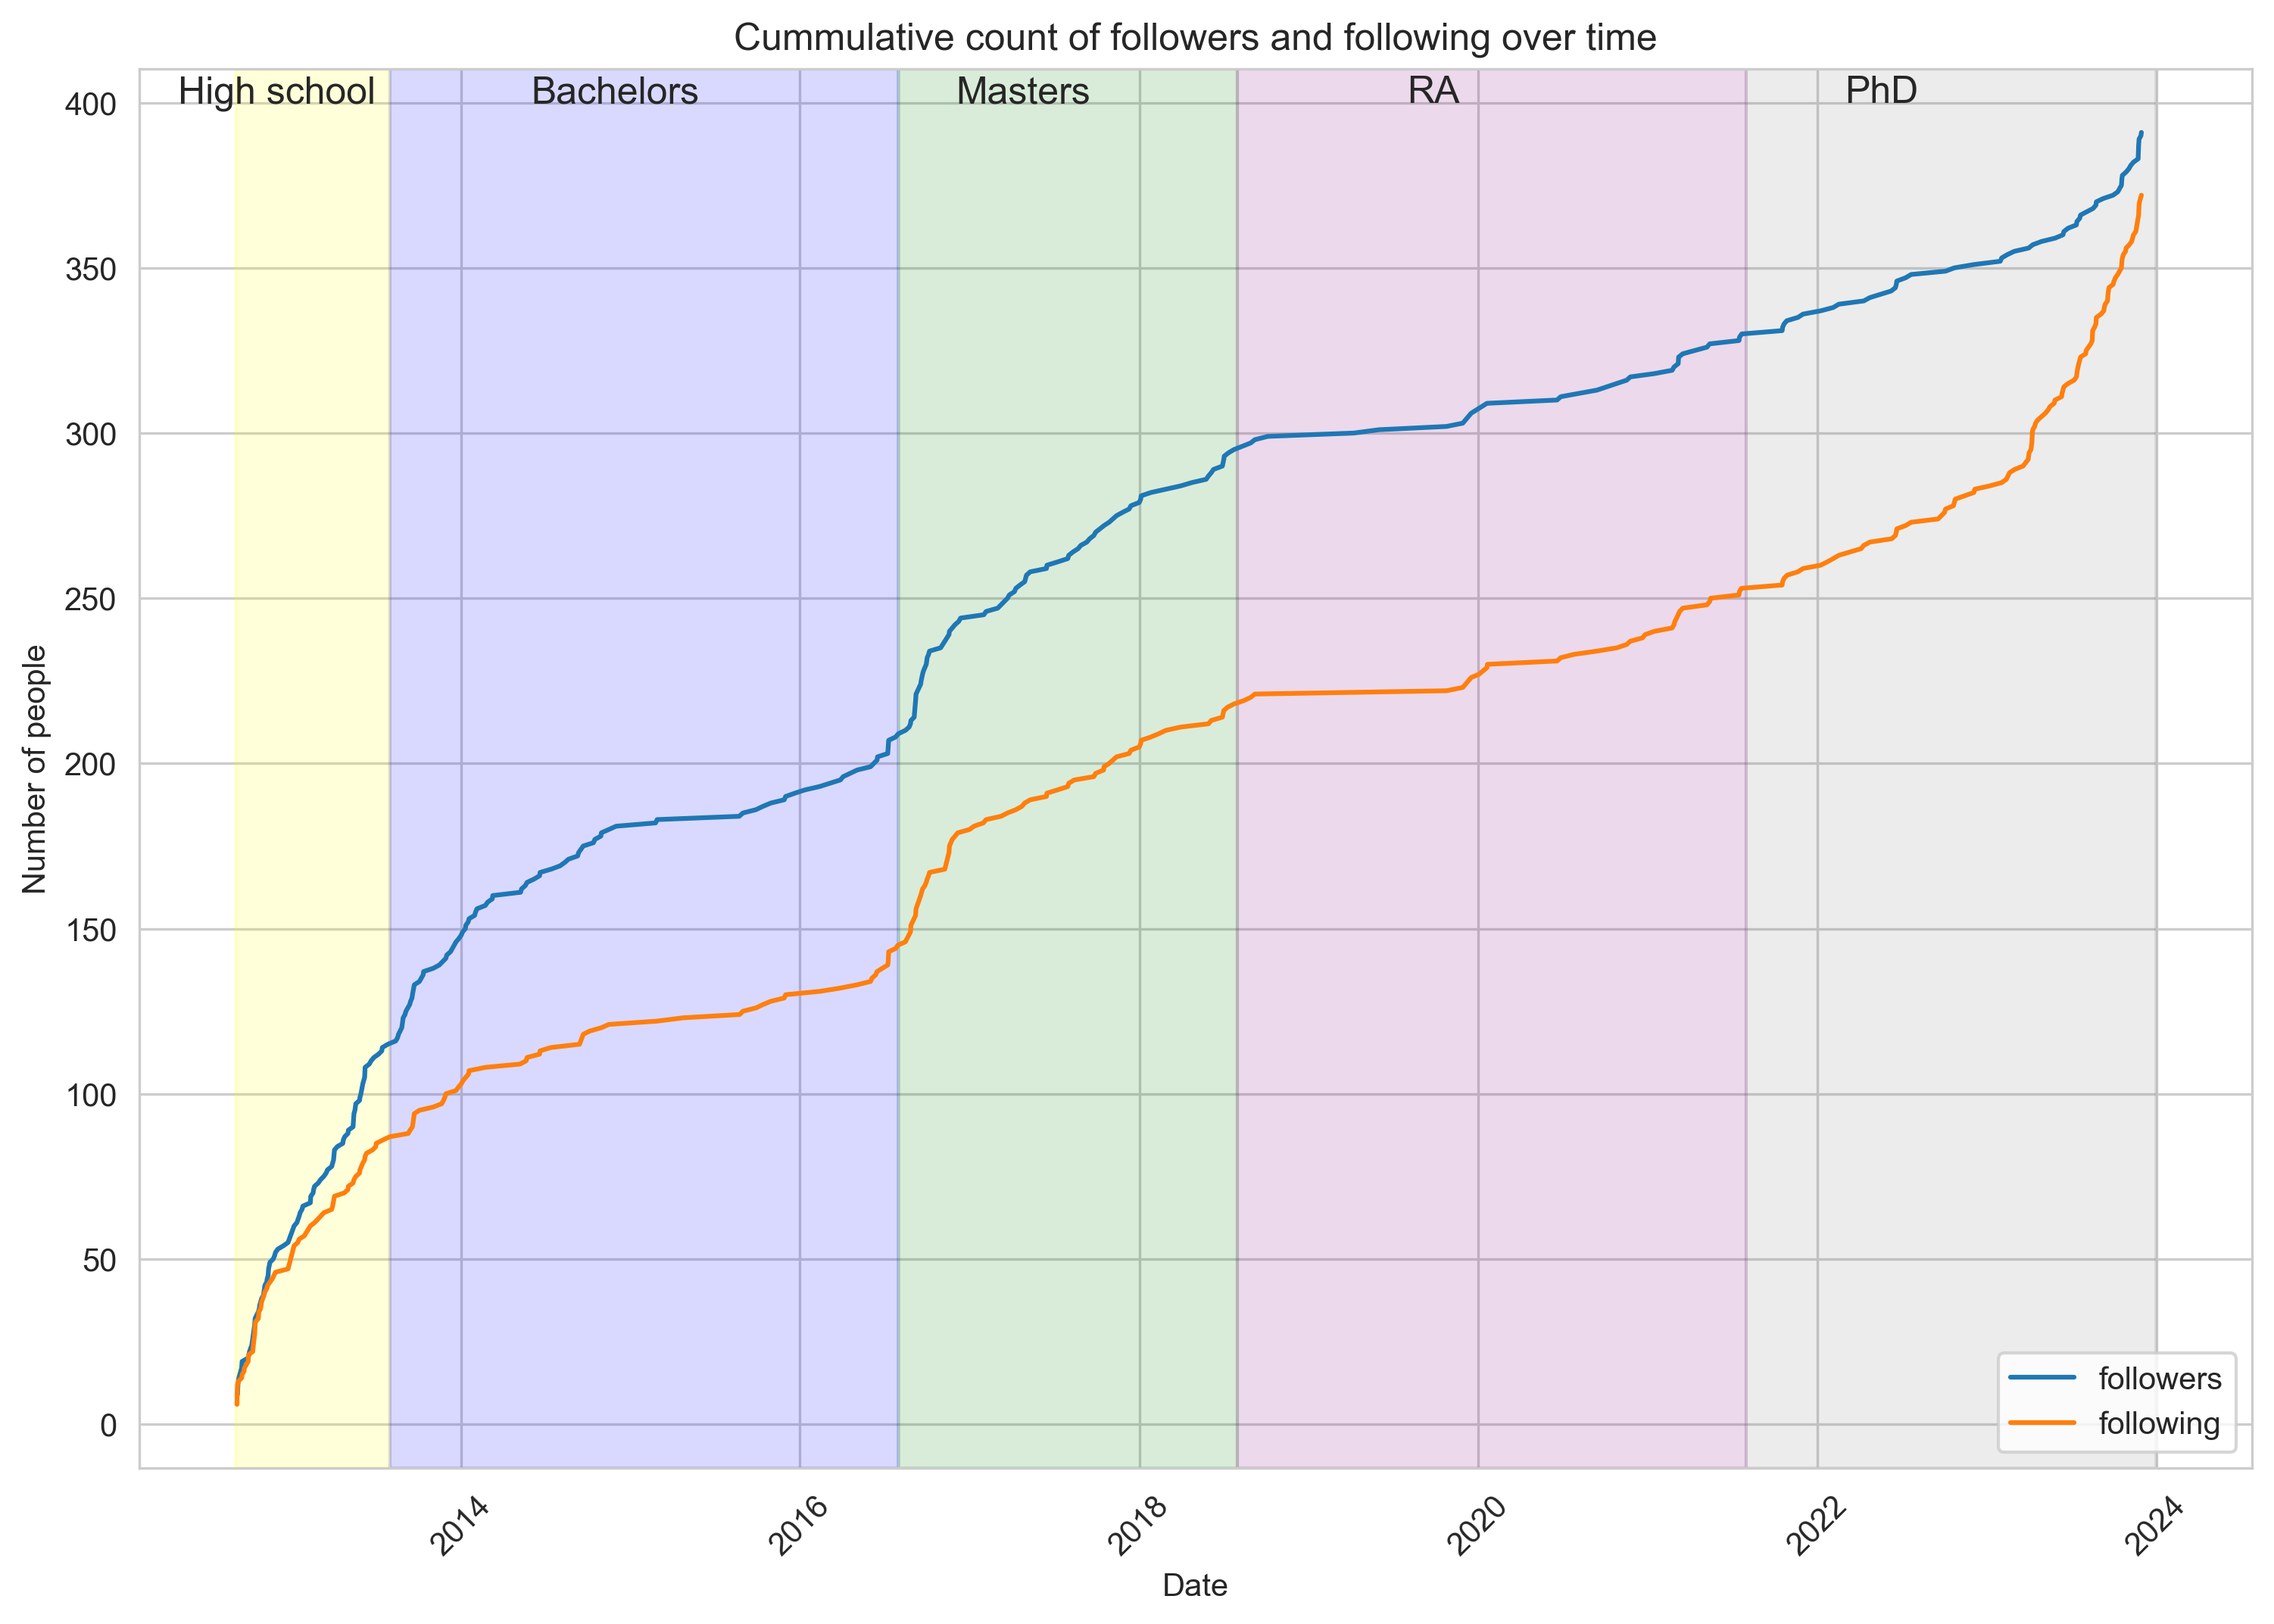 Cummulative count of followers and following over time
High school Bachelors Masters RA PhD
400
350
300
250
200
150
100
50
0
Number of people
followers
following
2014 2016 2018 2020 2022 2024
Date